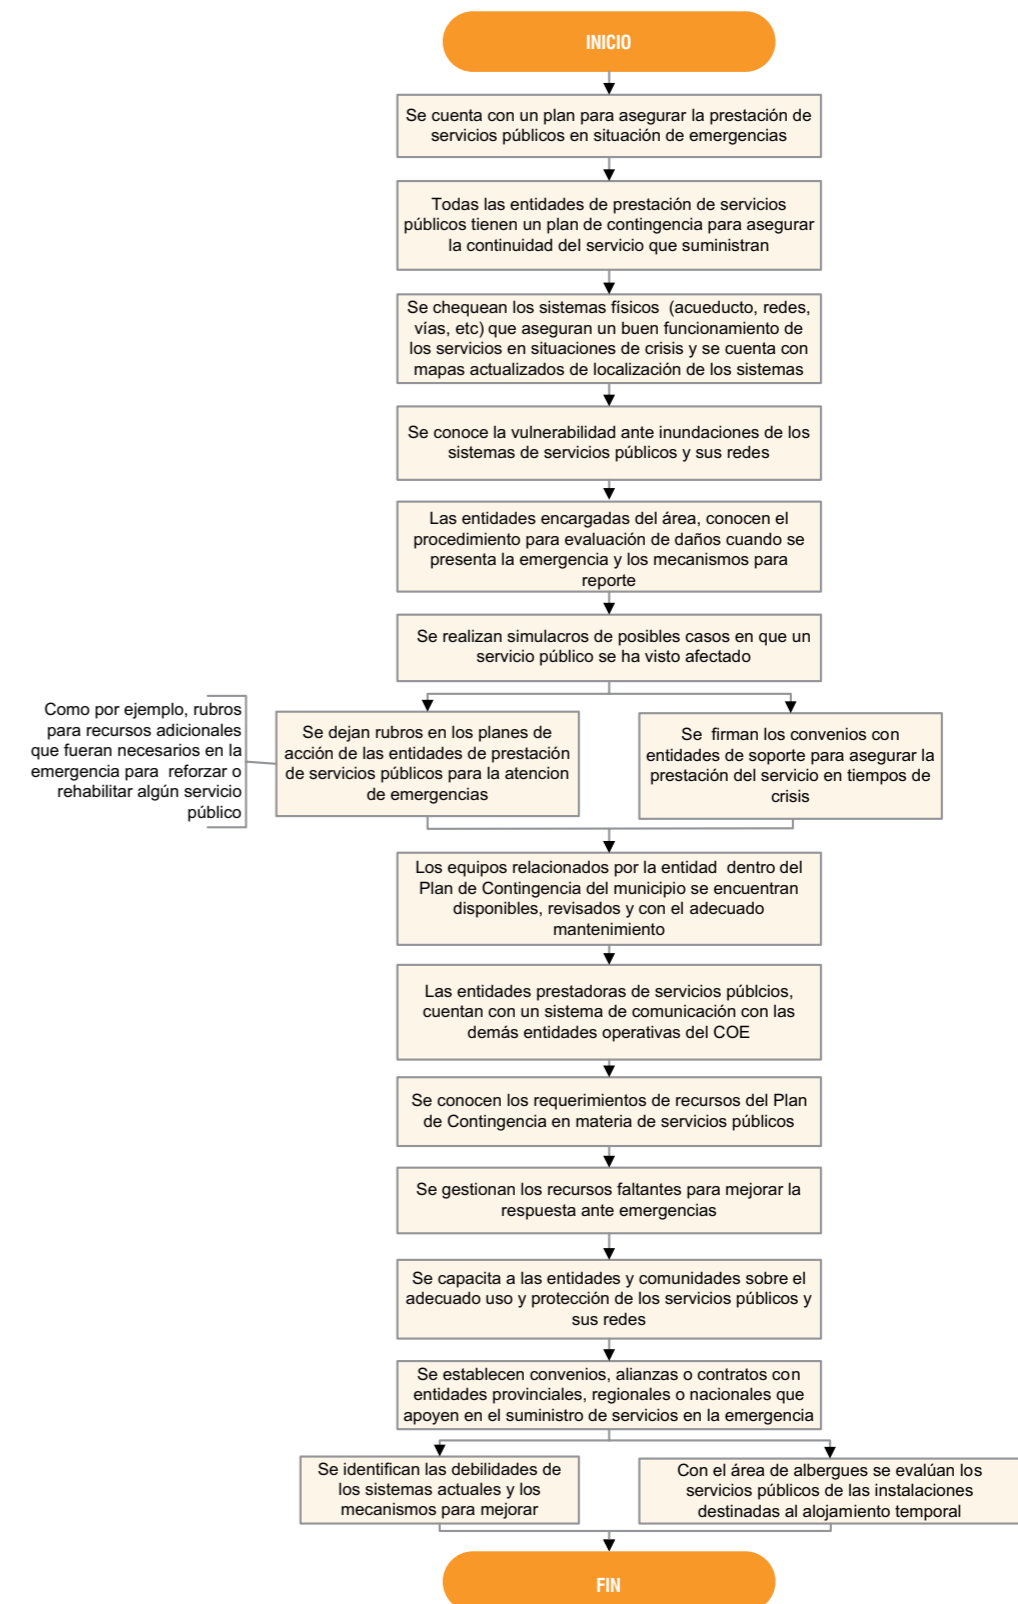 INICIO
Se cuenta con un plan para asegurar la prestación de
servicios públicos en situación de emergencias
Todas las entidades de prestación de servicios
públicos tienen un plan de contingencia para asegurar
la continuidad del servicio que suministran
Se chequean los sistemas físicos (acueducto, redes,
vías, etc) que aseguran un buen funcionamiento de
los servicios en situaciones de crisis y se cuenta con
mapas actualizados de localización de los sistemas
Se conoce la vulnerabilidad ante inundaciones de los
sistemas de servicios públicos y sus redes
Las entidades encargadas del área, conocen el
procedimiento para evaluación de daños cuando se
presenta la emergencia y los mecanismos para
reporte
Se realizan simulacros de posibles casos en que un
servicio público se ha visto afectado
Como por ejemplo, rubros
para recursos adicionales
que fueran necesarios en la
emergencia para reforzar o
rehabilitar algún servicio
público
Se dejan rubros en los planes de
acción de las entidades de prestación
de servicios públicos para la atencion
de emergencias
Se firman los convenios con
entidades de soporte para asegurar la
prestación del servicio en tiempos de
crisis
Los equipos relacionados por la entidad dentro del
Plan de Contingencia del municipio se encuentran
disponibles, revisados y con el adecuado
mantenimiento
Las entidades prestadoras de servicios públcios,
cuentan con un sistema de comunicación con las
demás entidades operativas del COE
Se conocen los requerimientos de recursos del Plan
de Contingencia en materia de servicios públicos
Se gestionan los recursos faltantes para mejorar la
respuesta ante emergencias
Se capacita a las entidades y comunidades sobre el
adecuado uso y protección de los servicios públicos y
sus redes
Se establecen convenios, alianzas o contratos con
entidades provinciales, regionales o nacionales que
apoyen en el suministro de servicios en la emergencia
Se identifican las debilidades de
los sistemas actuales y los
mecanismos para mejorar
Con el área de albergues se evalúan los
servicios públicos de las instalaciones
destinadas al alojamiento temporal
FIN